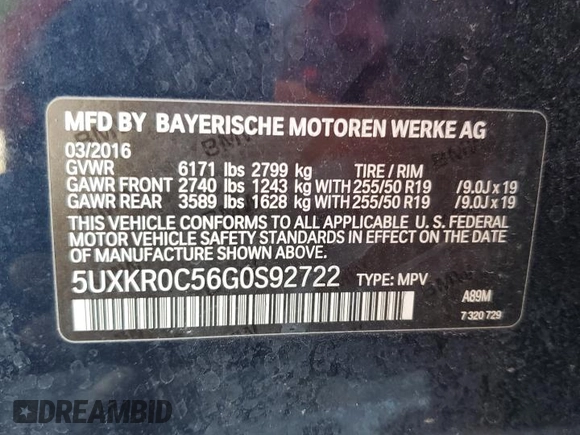 MFD BY BAYERISCHE MOTOREN WERKE AG
03/2016
GVWR 6171 lbs 2799 kg TIRE / RIM
GAWR FRONT 2740 lbs 1243 kg WITH 255/50 R19 /9.0J x 19
GAWR REAR 3589 lbs 1628 kg WITH 255/50 R19 /9.0J x 19
THIS VEHICLE CONFORMS TO ALL APPLICABLE U.S. FEDERAL
MOTOR VEHICLE SAFETY STANDARDS IN EFFECT ON THE DATE OF
MANUFACTURE SHOWN ABOVE.
5UXKR0C56G0S92722 TYPE: MPV
A89M
7 320 729
DREAMBID